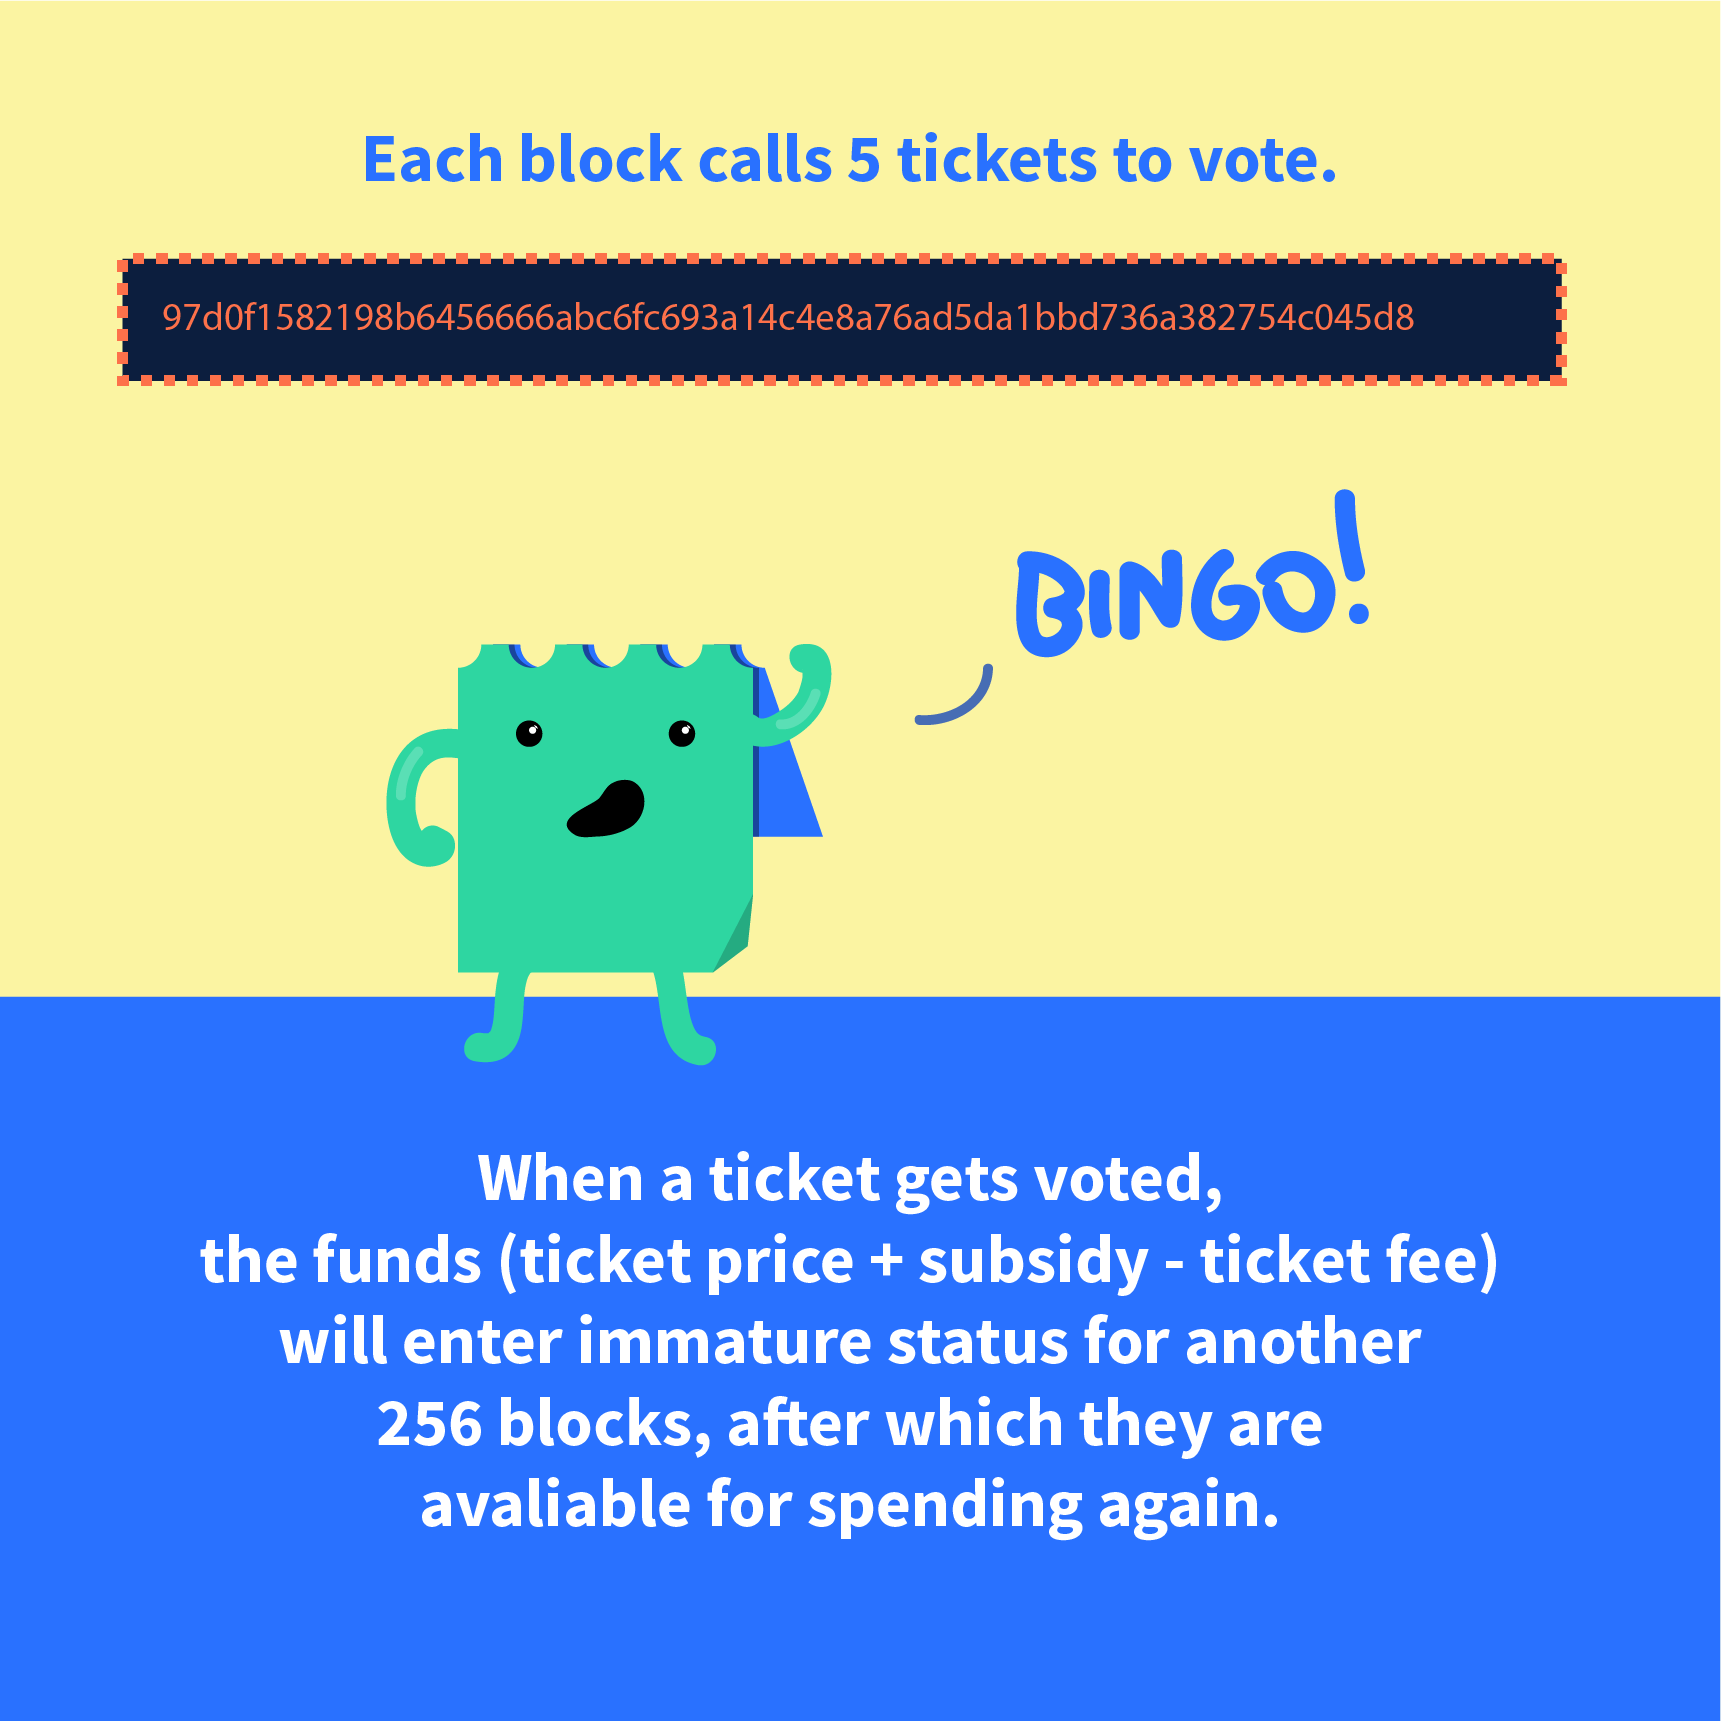 Each block calls 5 tickets to vote.
97d0f1582198b6456666abc6fc693a14c4e8a76ad5da1bbd736a382754c045d8
BINGO!
When a ticket gets voted,
the funds (ticket price + subsidy - ticket fee)
will enter immature status for another
256 blocks, after which they are
avaliable for spending again.